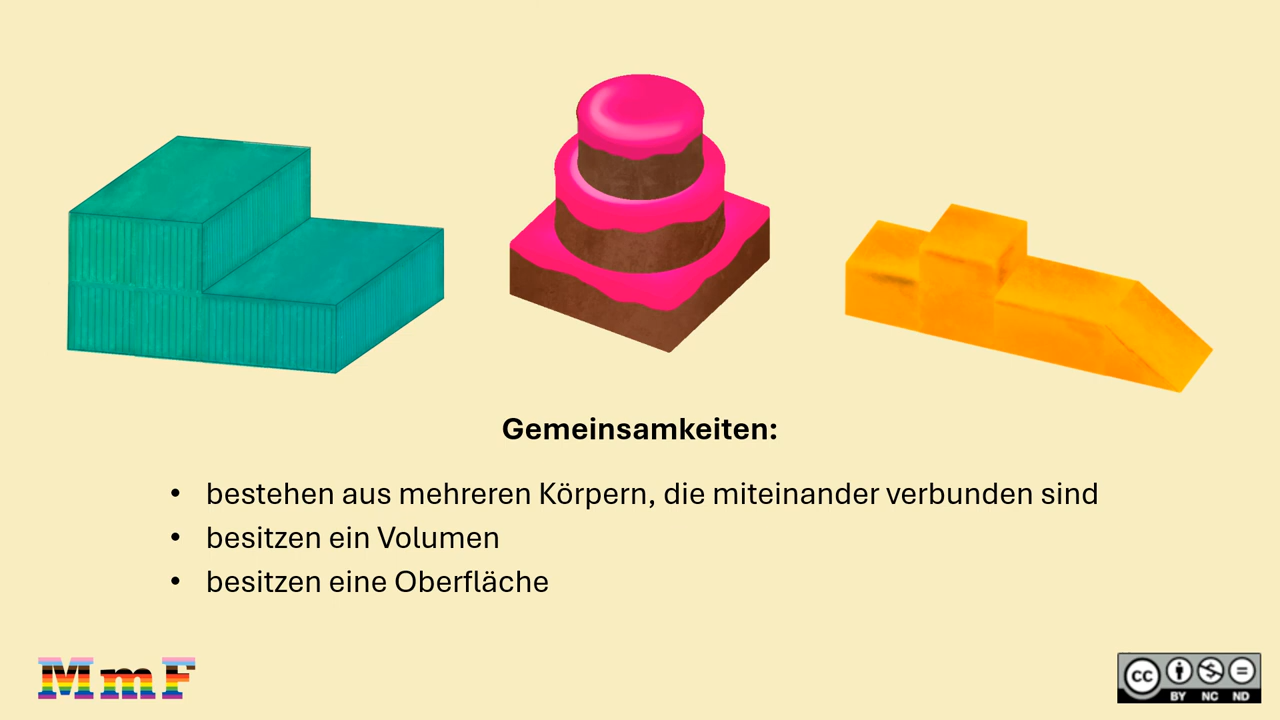 Gemeinsamkeiten:
• bestehen aus mehreren Körpern, die miteinander verbunden sind
• besitzen ein Volumen
• besitzen eine Oberfläche
MmF
cc
BY NC ND